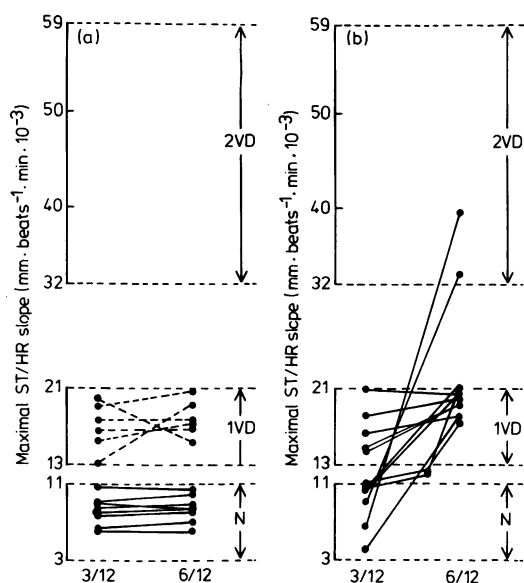 59
(a)
50
40
32
21
13
11
3
2VD
1VD
N
3/12
6/12
Maximal ST/HR slope (mm·beats⁻¹·min·10⁻³)
59
(b)
50
40
32
21
13
11
3
2VD
1VD
N
3/12
6/12
Maximal ST/HR slope (mm·beats⁻¹·min·10⁻³)